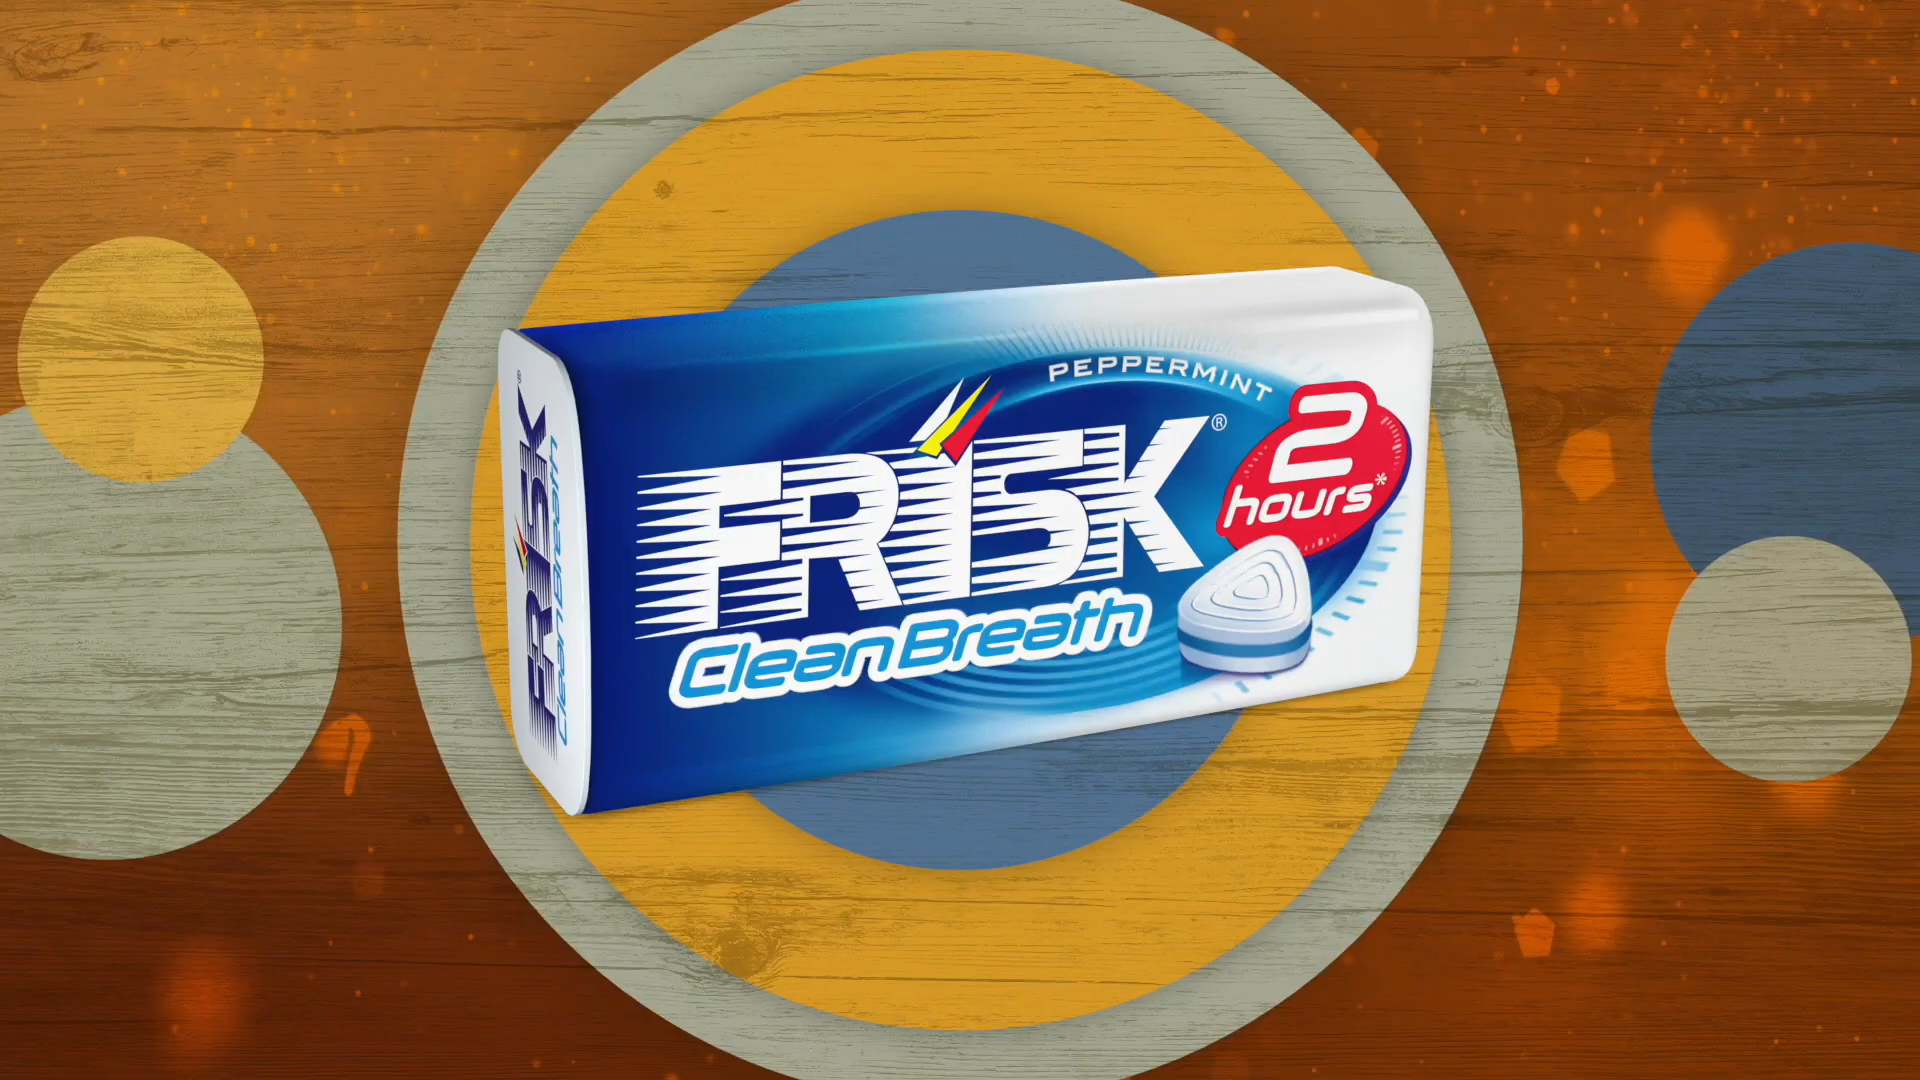 PEPPERMINT
FRISK®
2
hours*
CleanBreath
FRISK®
CleanBreath